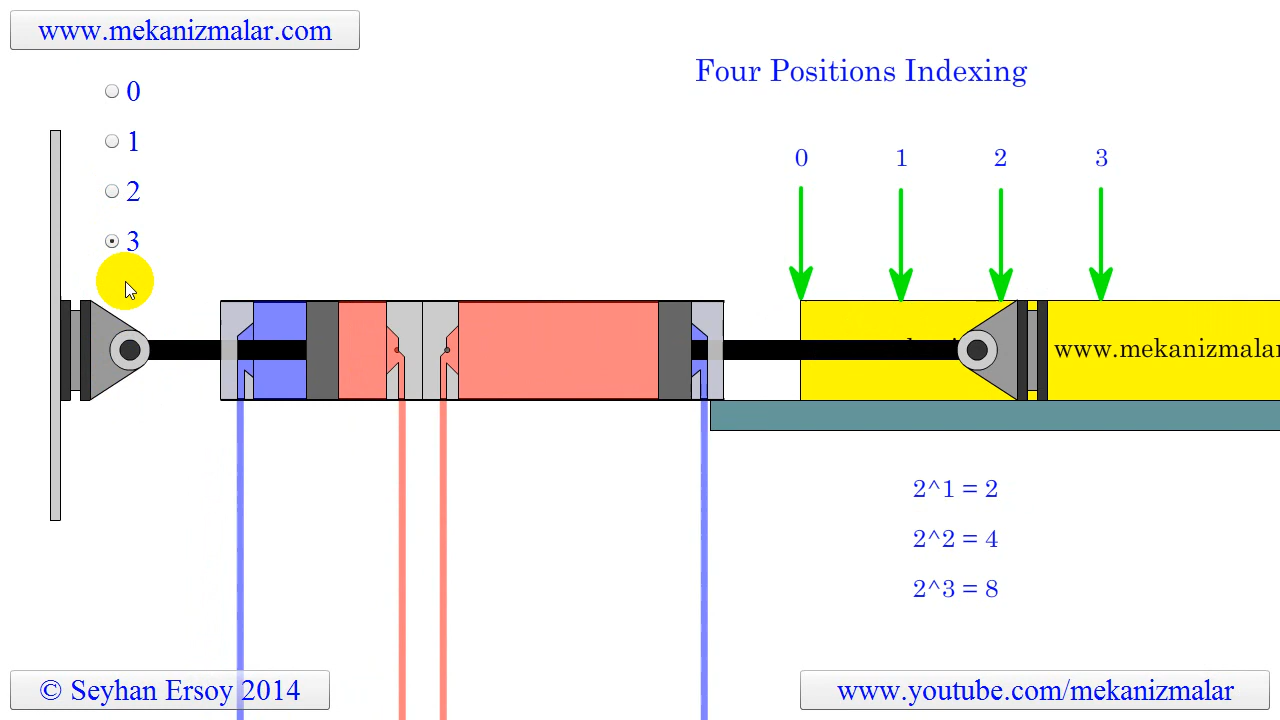 www.mekanizmalar.com
Four Positions Indexing
0
1
2
3
0 1 2 3
www.mekanizmalar
2^1 = 2
2^2 = 4
2^3 = 8
© Seyhan Ersoy 2014
www.youtube.com/mekanizmalar